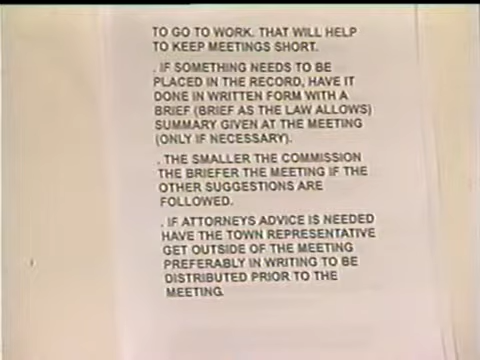 TO GO TO WORK. THAT WILL HELP
TO KEEP MEETINGS SHORT.
. IF SOMETHING NEEDS TO BE
PLACED IN THE RECORD, HAVE IT
DONE IN WRITTEN FORM WITH A
BRIEF (BRIEF AS THE LAW ALLOWS)
SUMMARY GIVEN AT THE MEETING
(ONLY IF NECESSARY).
. THE SMALLER THE COMMISSION
THE BRIEFER THE MEETING IF THE
OTHER SUGGESTIONS ARE
FOLLOWED.
. IF ATTORNEYS ADVICE IS NEEDED
HAVE THE TOWN REPRESENTATIVE
GET OUTSIDE OF THE MEETING
PREFERABLY IN WRITING TO BE
DISTRIBUTED PRIOR TO THE
MEETING.